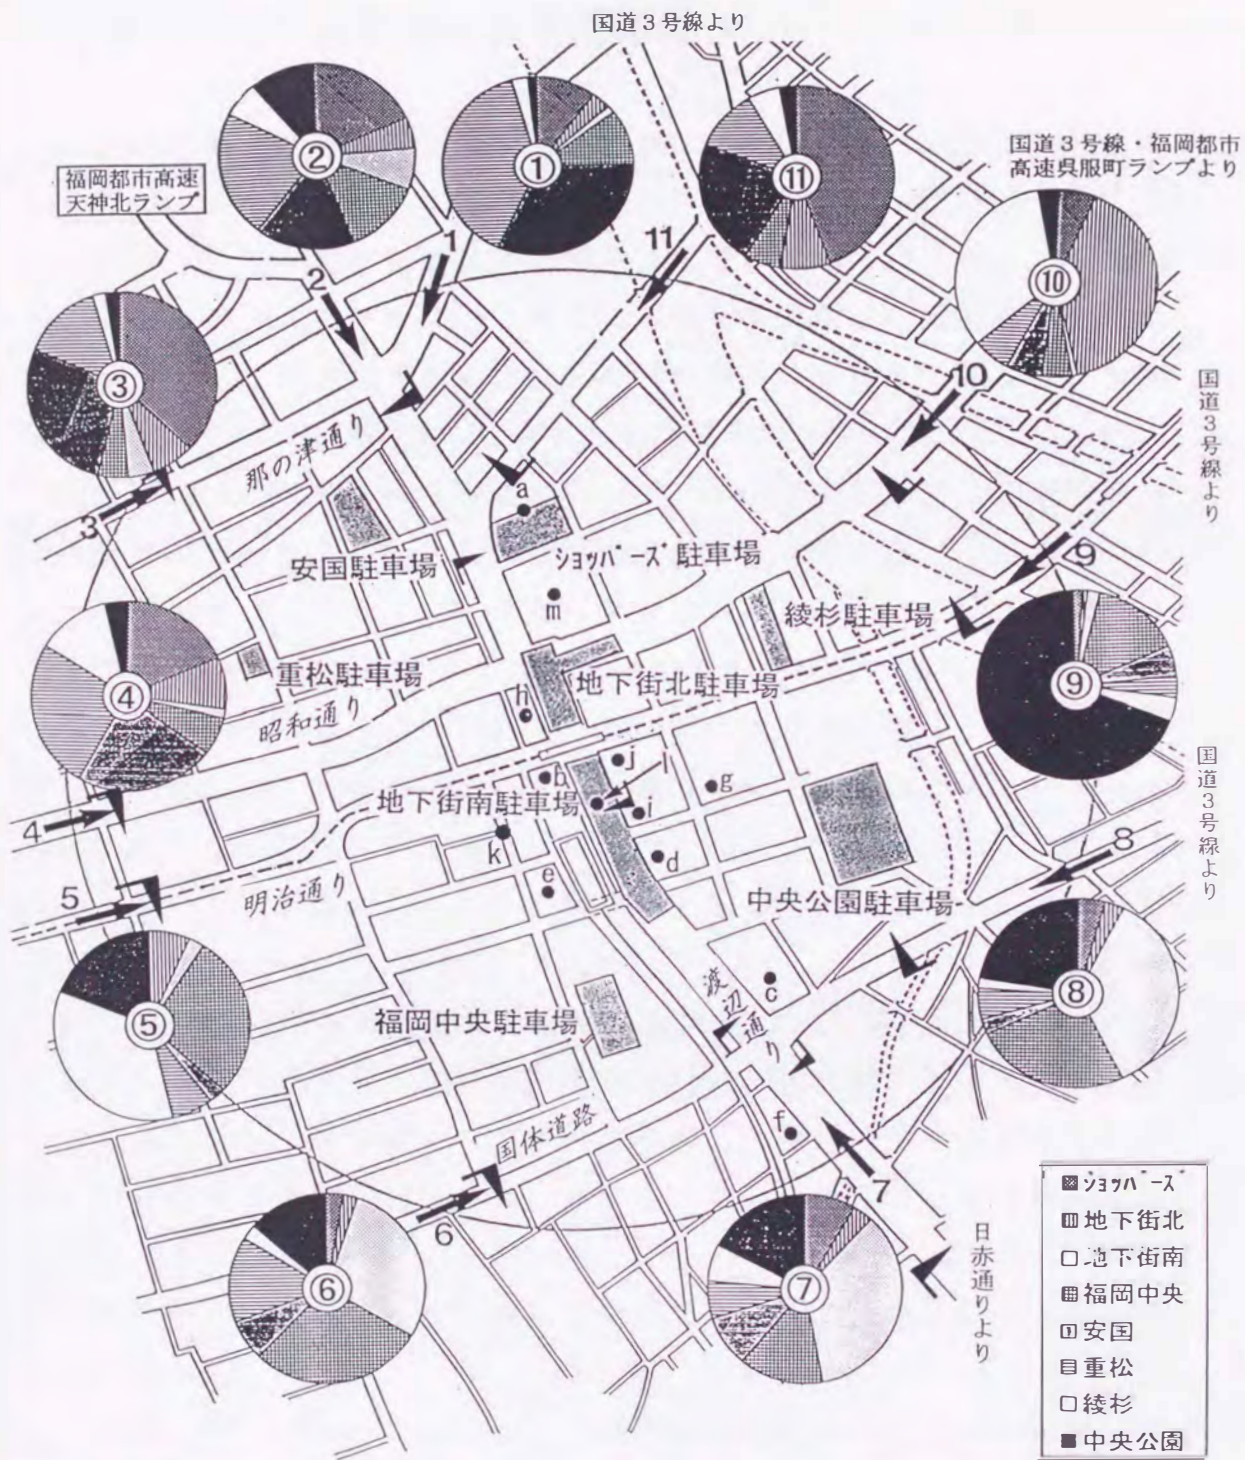 国道3号線より
②
①
⑪
国道3号線・福岡都市
高速呉服町ランプより
福岡都市高速
天神北ランプ
1
11
⑩
2
③
10
国道3号線より
那の津通り
a
3
安国駐車場
ショッパーズ駐車場
9
m
綾杉駐車場
④
重松駐車場
地下街北駐車場
⑨
h
昭和通り
j
l
b
g
国道3号線より
地下街南駐車場
i
4
k
8
d
5
明治通り
e
中央公園駐車場
c
⑧
⑤
福岡中央駐車場
渡辺通り
国体道路
f
7
6
日赤通りより
⑥
⑦
ショッパーズ
地下街北
地下街南
福岡中央
安国
重松
綾杉
中央公園